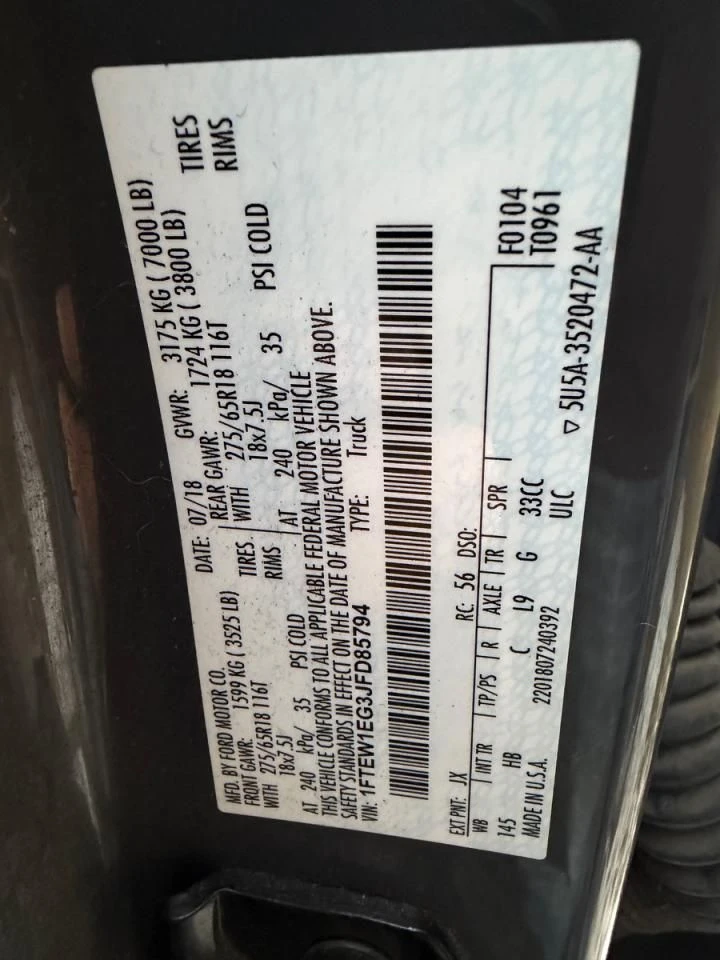 MFD. BY FORD MOTOR CO.
DATE: 07/18 GVWR: 3175 KG ( 7000 LB)
FRONT GAWR: 1599 KG ( 3525 LB) REAR GAWR: 1724 KG ( 3800 LB)
WITH 275/65R18 116T TIRES WITH 275/65R18 116T TIRES
18x7.5J RIMS 18x7.5J RIMS
AT 240 kPa/ 35 PSI COLD AT 240 kPa/ 35 PSI COLD
THIS VEHICLE CONFORMS TO ALL APPLICABLE FEDERAL MOTOR VEHICLE
SAFETY STANDARDS IN EFFECT ON THE DATE OF MANUFACTURE SHOWN ABOVE.
VIN: 1FTEW1EG3JFD85794 TYPE: Truck
F0104
T0961
EXT PNT: JX RC: 56 DSO:
WB INT TR TP/PS R AXLE TR SPR
145 HB C L9 G 33CC
MADE IN U.S.A. 2201807240392 ULC
▽ 5U5A-3520472-AA